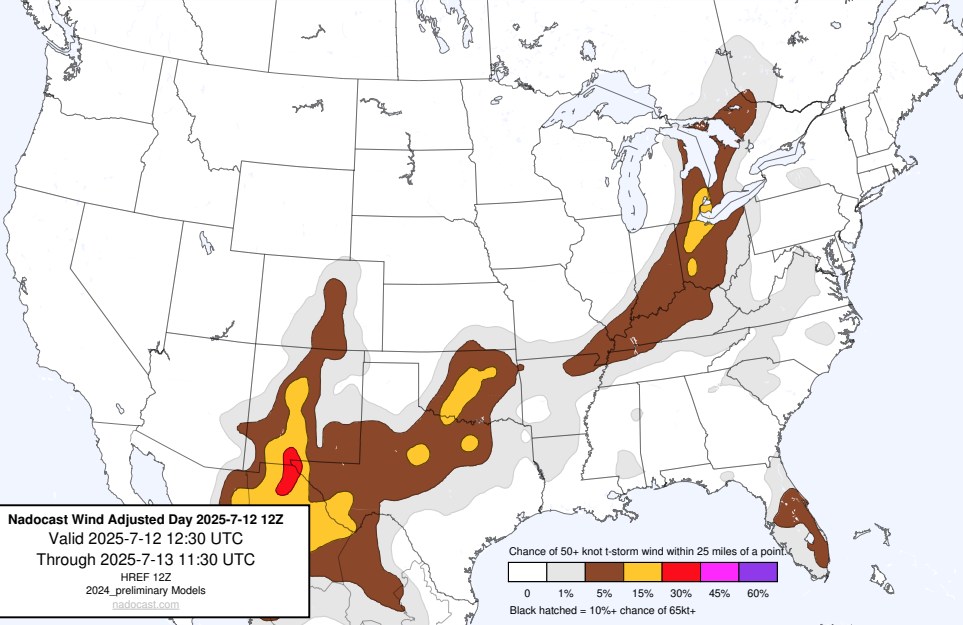 Nadocast Wind Adjusted Day 2025-7-12 12Z
Valid 2025-7-12 12:30 UTC
Through 2025-7-13 11:30 UTC
HREF 12Z
2024_preliminary Models
nadocast.com
Chance of 50+ knot t-storm wind within 25 miles of a point.
0 1% 5% 15% 30% 45% 60%
Black hatched = 10%+ chance of 65kt+